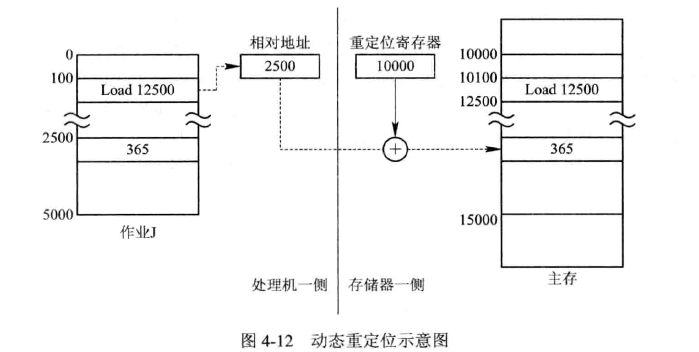 相对地址
重定位寄存器
0
100
Load 12500
2500
10000
10000
10100
Load 12500
12500
2500
365
+
365
5000
15000
作业J
处理机一侧
存储器一侧
主存
图 4-12 动态重定位示意图